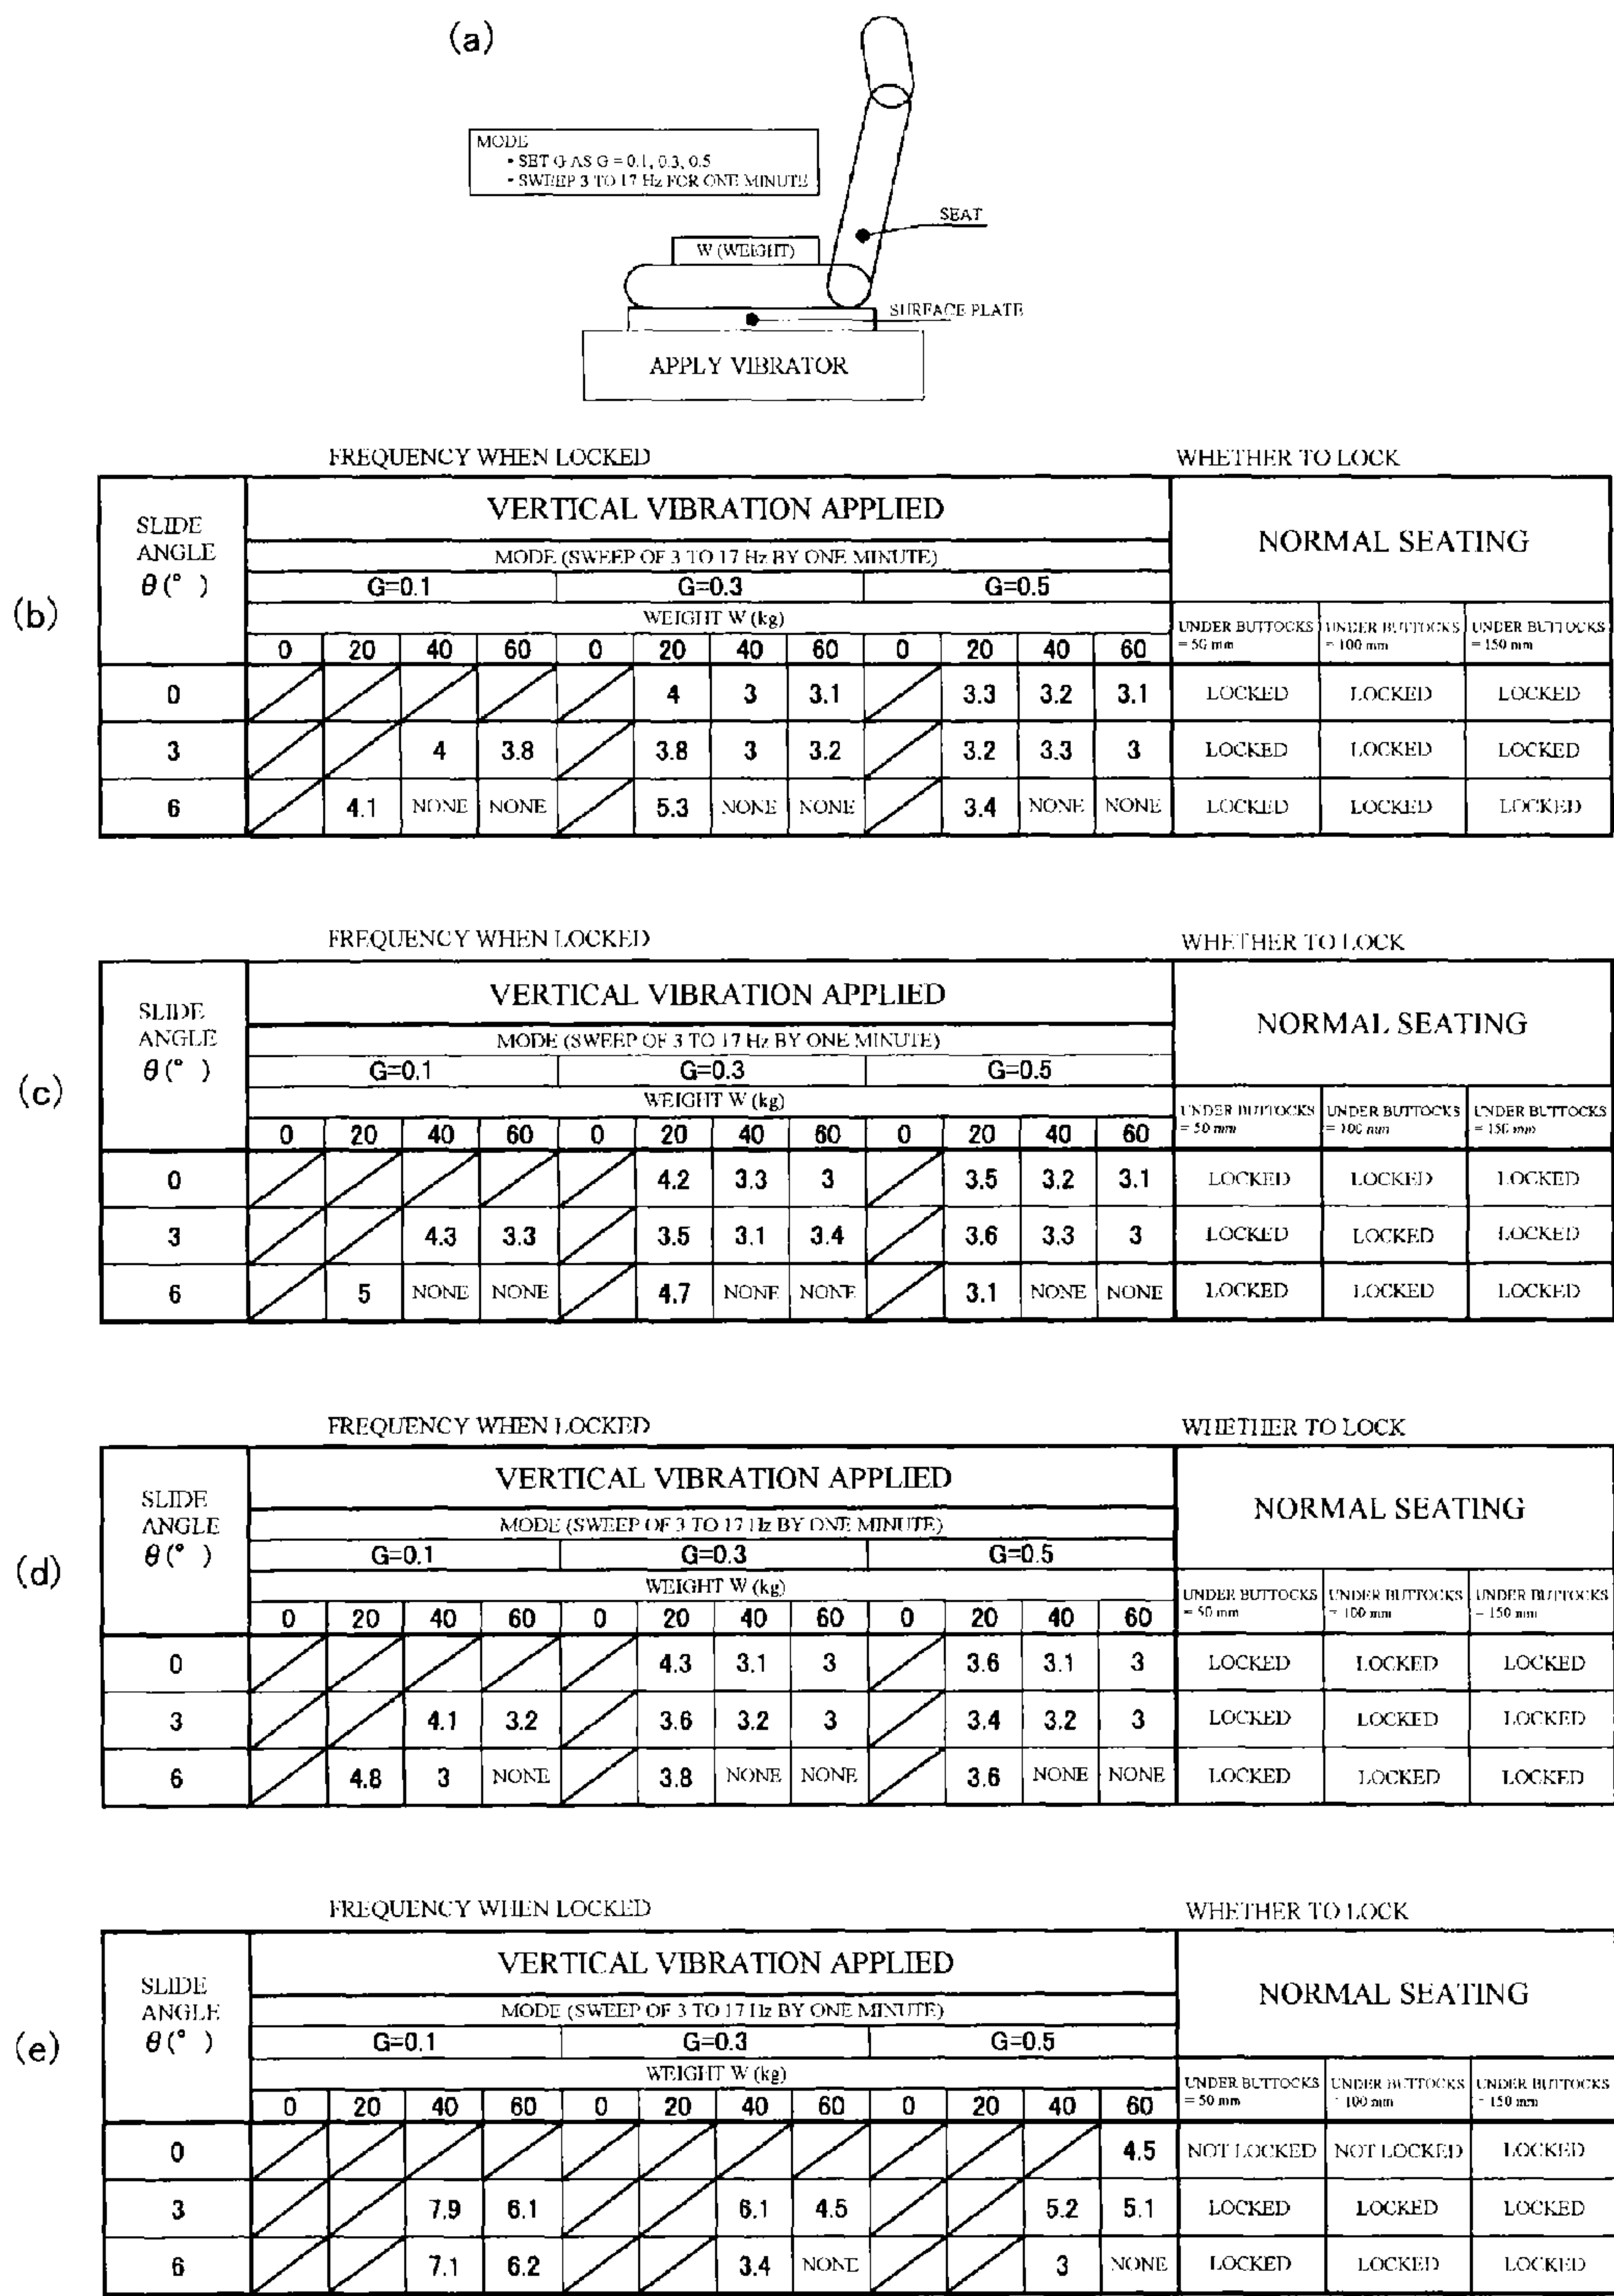 (a)
MODE
• SET G AS G = 0.1, 0.3, 0.5
• SWEEP 3 TO 17 Hz FOR ONE MINUTE
SEAT
W (WEIGHT)
SURFACE PLATE
APPLY VIBRATOR
(b)
FREQUENCY WHEN LOCKED WHETHER TO LOCK
SLIDE ANGLE θ(° ) VERTICAL VIBRATION APPLIED NORMAL SEATING
MODE (SWEEP OF 3 TO 17 Hz BY ONE MINUTE)
G=0.1 G=0.3 G=0.5
WEIGHT W (kg)
UNDER BUTTOCKS = 50 mm UNDER BUTTOCKS = 100 mm UNDER BUTTOCKS = 150 mm
0 20 40 60 0 20 40 60 0 20 40 60
0 4 3 3.1 3.3 3.2 3.1 LOCKED LOCKED LOCKED
3 4 3.8 3.8 3 3.2 3.2 3.3 3 LOCKED LOCKED LOCKED
6 4.1 NONE NONE 5.3 NONE NONE 3.4 NONE NONE LOCKED LOCKED LOCKED
(c)
FREQUENCY WHEN LOCKED WHETHER TO LOCK
SLIDE ANGLE θ(° ) VERTICAL VIBRATION APPLIED NORMAL SEATING
MODE (SWEEP OF 3 TO 17 Hz BY ONE MINUTE)
G=0.1 G=0.3 G=0.5
WEIGHT W (kg)
UNDER BUTTOCKS = 50 mm UNDER BUTTOCKS = 100 mm UNDER BUTTOCKS = 150 mm
0 20 40 60 0 20 40 60 0 20 40 60
0 4.2 3.3 3 3.5 3.2 3.1 LOCKED LOCKED LOCKED
3 4.3 3.3 3.5 3.1 3.4 3.6 3.3 3 LOCKED LOCKED LOCKED
6 5 NONE NONE 4.7 NONE NONE 3.1 NONE NONE LOCKED LOCKED LOCKED
(d)
FREQUENCY WHEN LOCKED WHETHER TO LOCK
SLIDE ANGLE θ(° ) VERTICAL VIBRATION APPLIED NORMAL SEATING
MODE (SWEEP OF 3 TO 17 Hz BY ONE MINUTE)
G=0.1 G=0.3 G=0.5
WEIGHT W (kg)
UNDER BUTTOCKS = 50 mm UNDER BUTTOCKS = 100 mm UNDER BUTTOCKS = 150 mm
0 20 40 60 0 20 40 60 0 20 40 60
0 4.3 3.1 3 3.6 3.1 3 LOCKED LOCKED LOCKED
3 4.1 3.2 3.6 3.2 3 3.4 3.2 3 LOCKED LOCKED LOCKED
6 4.8 3 NONE 3.8 NONE NONE 3.6 NONE NONE LOCKED LOCKED LOCKED
(e)
FREQUENCY WHEN LOCKED WHETHER TO LOCK
SLIDE ANGLE θ(° ) VERTICAL VIBRATION APPLIED NORMAL SEATING
MODE (SWEEP OF 3 TO 17 Hz BY ONE MINUTE)
G=0.1 G=0.3 G=0.5
WEIGHT W (kg)
UNDER BUTTOCKS = 50 mm UNDER BUTTOCKS = 100 mm UNDER BUTTOCKS = 150 mm
0 20 40 60 0 20 40 60 0 20 40 60
0 4.5 NOT LOCKED NOT LOCKED LOCKED
3 7.9 6.1 6.1 4.5 5.2 5.1 LOCKED LOCKED LOCKED
6 7.1 6.2 3.4 NONE 3 NONE LOCKED LOCKED LOCKED